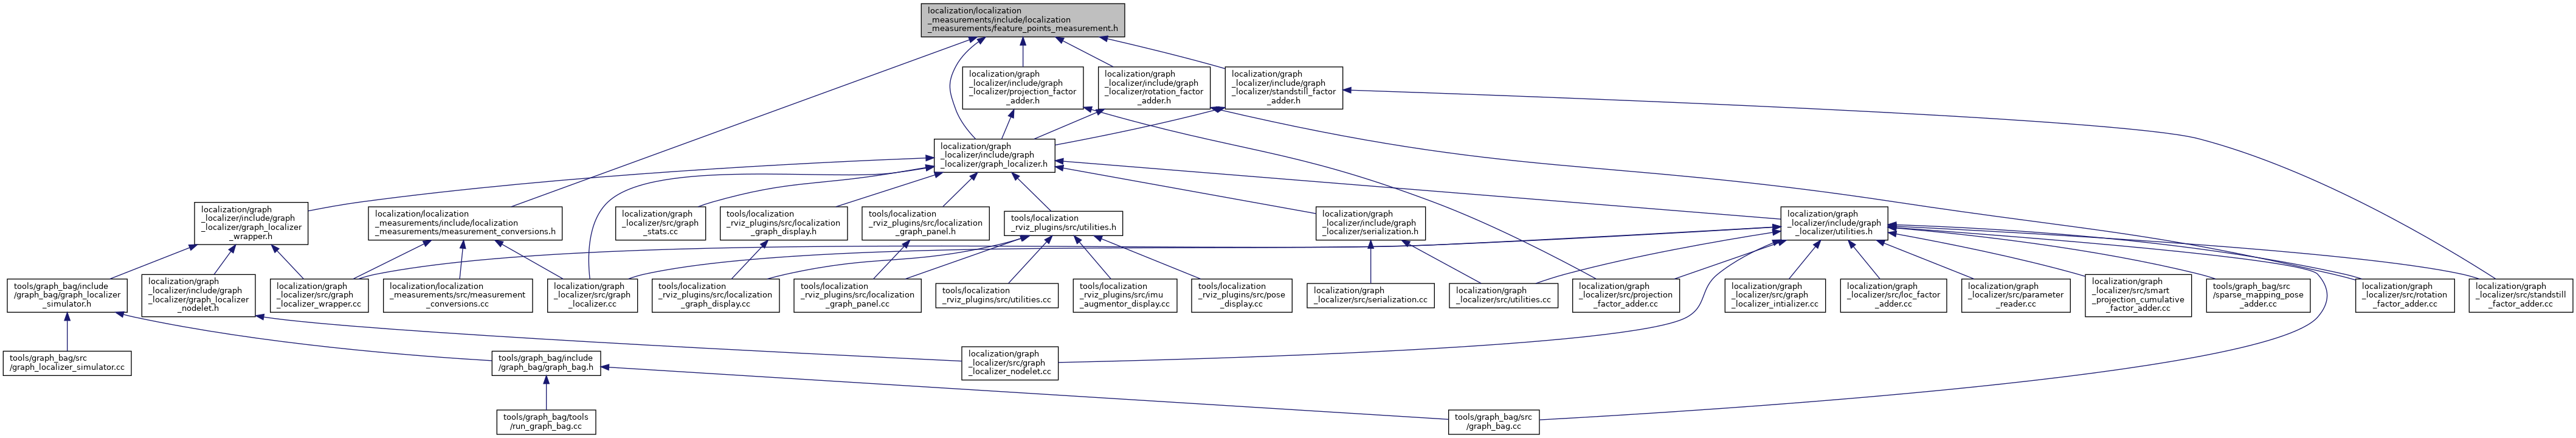 localization/localization
_measurements/include/localization
_measurements/feature_points_measurement.h
localization/graph
_localizer/include/graph
_localizer/projection_factor
_adder.h
localization/graph
_localizer/include/graph
_localizer/rotation_factor
_adder.h
localization/graph
_localizer/include/graph
_localizer/standstill_factor
_adder.h
localization/graph
_localizer/include/graph
_localizer/graph_localizer.h
localization/graph
_localizer/include/graph
_localizer/graph_localizer
_wrapper.h
localization/localization
_measurements/include/localization
_measurements/measurement_conversions.h
localization/graph
_localizer/src/graph
_stats.cc
tools/localization
_rviz_plugins/src/localization
_graph_display.h
tools/localization
_rviz_plugins/src/localization
_graph_panel.h
tools/localization
_rviz_plugins/src/utilities.h
localization/graph
_localizer/include/graph
_localizer/serialization.h
localization/graph
_localizer/include/graph
_localizer/utilities.h
tools/graph_bag/include
/graph_bag/graph_localizer
_simulator.h
localization/graph
_localizer/include/graph
_localizer/graph_localizer
_nodelet.h
localization/graph
_localizer/src/graph
_localizer_wrapper.cc
localization/localization
_measurements/src/measurement
_conversions.cc
localization/graph
_localizer/src/graph
_localizer.cc
tools/localization
_rviz_plugins/src/localization
_graph_display.cc
tools/localization
_rviz_plugins/src/localization
_graph_panel.cc
tools/localization
_rviz_plugins/src/utilities.cc
tools/localization
_rviz_plugins/src/imu
_augmentor_display.cc
tools/localization
_rviz_plugins/src/pose
_display.cc
localization/graph
_localizer/src/serialization.cc
localization/graph
_localizer/src/utilities.cc
localization/graph
_localizer/src/projection
_factor_adder.cc
localization/graph
_localizer/src/graph
_localizer_intializer.cc
localization/graph
_localizer/src/loc_factor
_adder.cc
localization/graph
_localizer/src/parameter
_reader.cc
localization/graph
_localizer/src/smart
_projection_cumulative
_factor_adder.cc
tools/graph_bag/src
/sparse_mapping_pose
_adder.cc
localization/graph
_localizer/src/rotation
_factor_adder.cc
localization/graph
_localizer/src/standstill
_factor_adder.cc
tools/graph_bag/src
/graph_localizer_simulator.cc
tools/graph_bag/include
/graph_bag/graph_bag.h
localization/graph
_localizer/src/graph
_localizer_nodelet.cc
tools/graph_bag/tools
/run_graph_bag.cc
tools/graph_bag/src
/graph_bag.cc